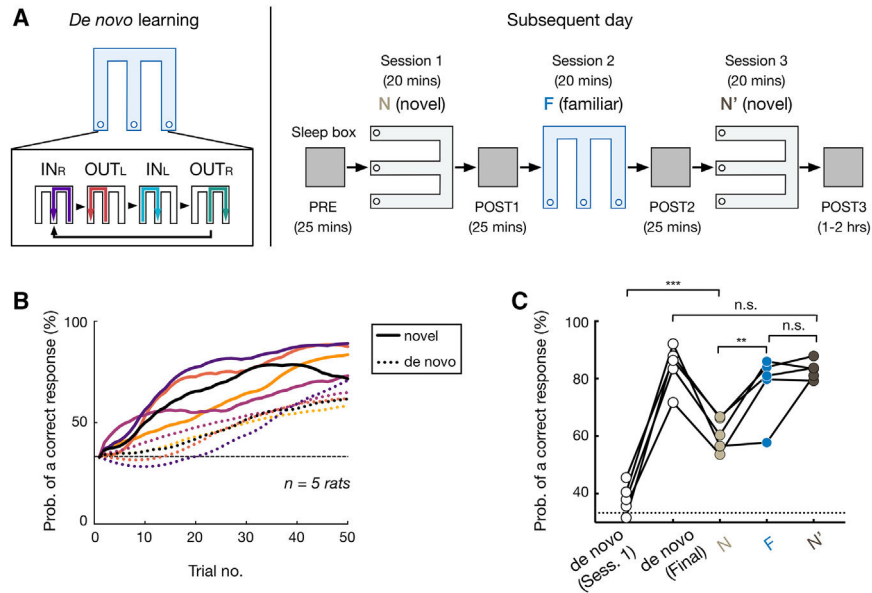 A
De novo learning
INR OUTL INL OUTR
Subsequent day
Session 1
(20 mins)
N (novel)
Session 2
(20 mins)
F (familiar)
Session 3
(20 mins)
N' (novel)
Sleep box
PRE
(25 mins)
POST1
(25 mins)
POST2
(25 mins)
POST3
(1-2 hrs)
B
Prob. of a correct response (%)
100
50
0
0 10 20 30 40 50
Trial no.
n = 5 rats
novel
de novo
C
Prob. of a correct response (%)
100
80
60
40
***
n.s.
**
n.s.
de novo
(Sess. 1)
de novo
(Final)
N
F
N'